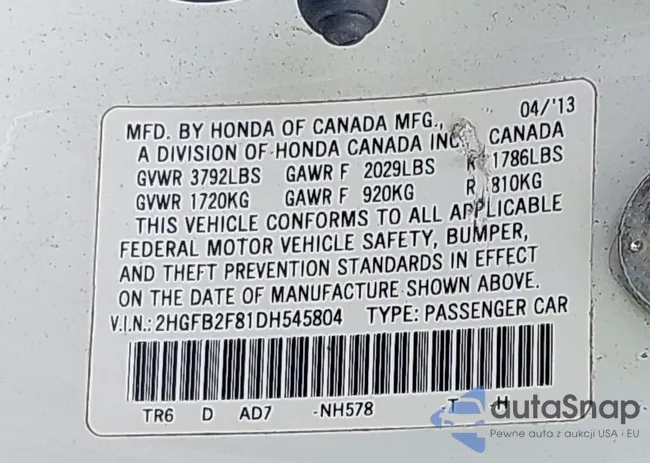 04/'13
MFD. BY HONDA OF CANADA MFG.,
A DIVISION OF HONDA CANADA INC CANADA
GVWR 3792LBS GAWR F 2029LBS R 1786LBS
GVWR 1720KG GAWR F 920KG R 810KG
THIS VEHICLE CONFORMS TO ALL APPLICABLE
FEDERAL MOTOR VEHICLE SAFETY, BUMPER,
AND THEFT PREVENTION STANDARDS IN EFFECT
ON THE DATE OF MANUFACTURE SHOWN ABOVE.
V.I.N.: 2HGFB2F81DH545804 TYPE: PASSENGER CAR
TR6 D AD7 -NH578 T -H
autaSnap
Pewne auta z aukcji USA i EU